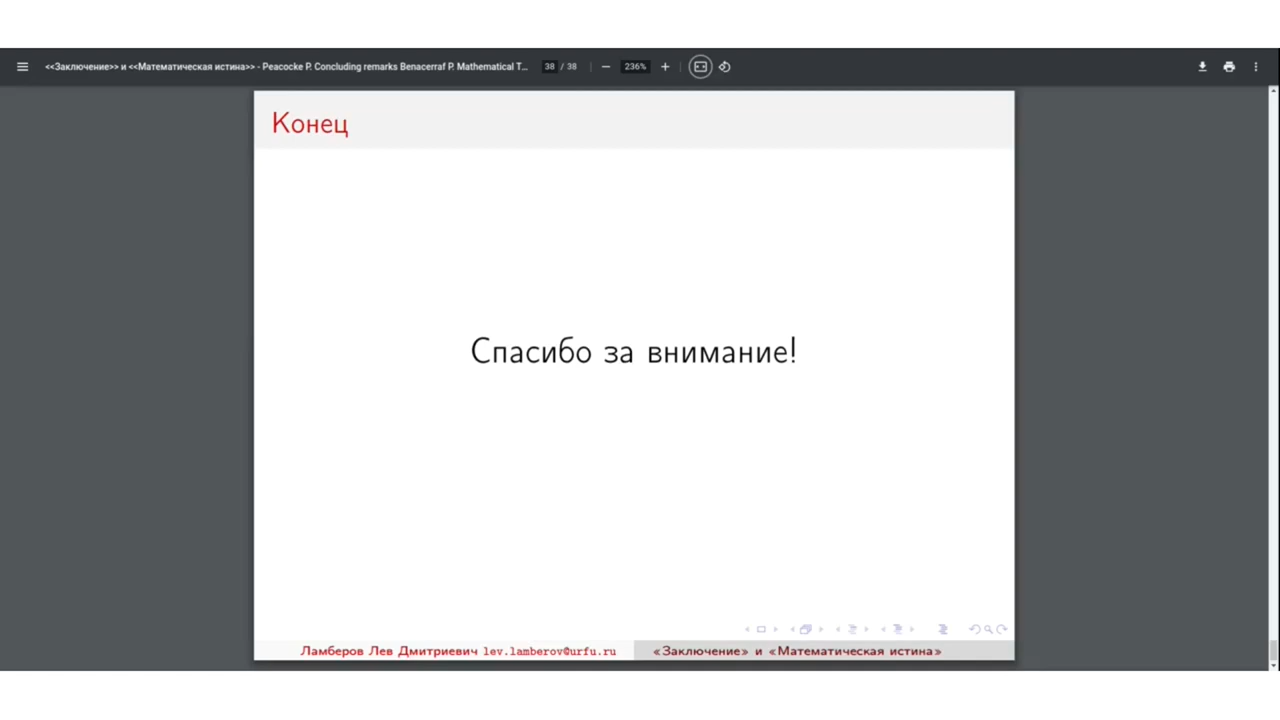 <<Заключение>> и <<Математическая истина>> - Peacocke P. Concluding remarks Benacerraf P. Mathematical T... 38 / 38 236%
Конец
Спасибо за внимание!
Ламберов Лев Дмитриевич lev.lamberov@urfu.ru «Заключение» и «Математическая истина»